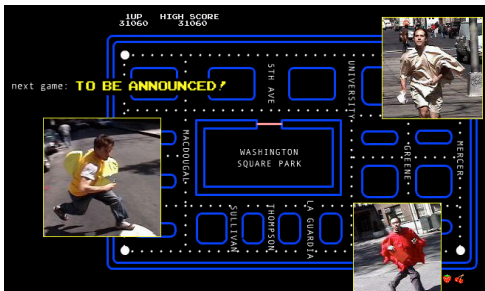 1UP HIGH SCORE
31060 31060
next game: TO BE ANNOUNCED!
5TH AVE
UNIVERSITY
MACDOUGAL
WASHINGTON
SQUARE PARK
GREENE
MERCER
SULLIVAN
THOMPSON
LA GUARDIA